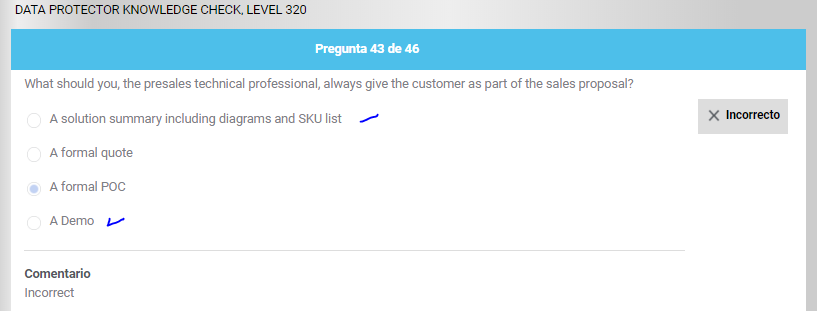 DATA PROTECTOR KNOWLEDGE CHECK, LEVEL 320
Pregunta 43 de 46
What should you, the presales technical professional, always give the customer as part of the sales proposal?
A solution summary including diagrams and SKU list
Incorrecto
A formal quote
A formal POC
A Demo
Comentario
Incorrect